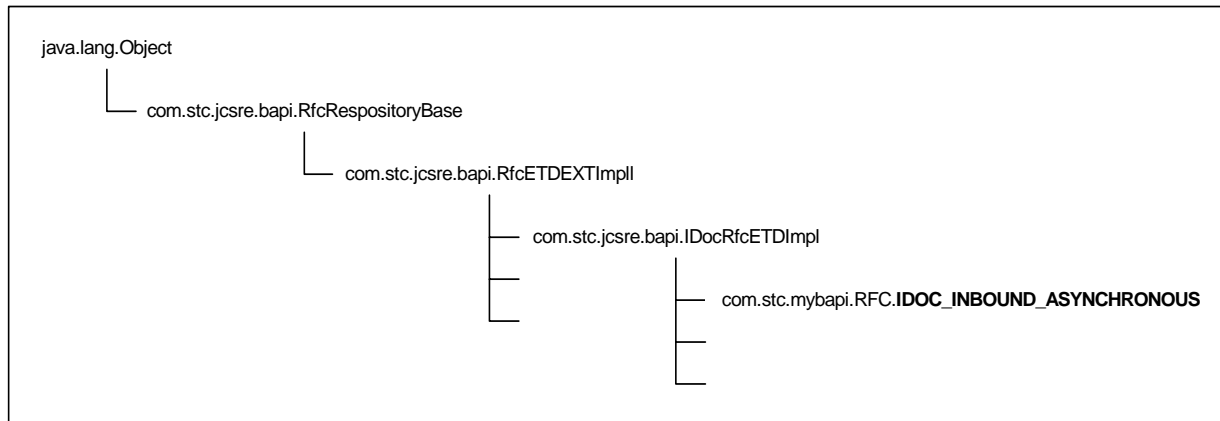 java.lang.Object
com.stc.jcsre.bapi.RfcRespositoryBase
com.stc.jcsre.bapi.RfcETDEXTImplI
com.stc.jcsre.bapi.IDocRfcETDImpl
com.stc.mybapi.RFC.IDOC_INBOUND_ASYNCHRONOUS